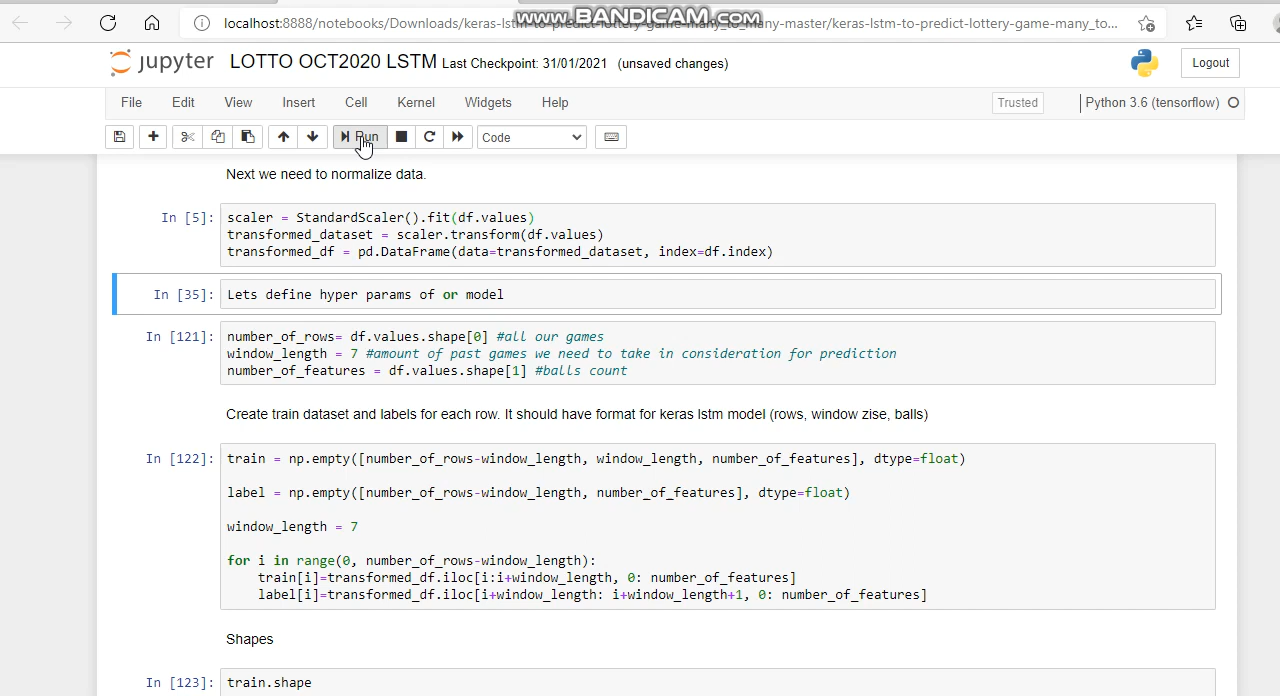 www.BANDICAM.com
localhost:8888/notebooks/Downloads/keras-lstm-to-predict-lottery-game-many_to_many-master/keras-lstm-to-predict-lottery-game-many_to...
jupyter LOTTO OCT2020 LSTM Last Checkpoint: 31/01/2021 (unsaved changes) Logout
File Edit View Insert Cell Kernel Widgets Help Trusted Python 3.6 (tensorflow)
Run Code
Next we need to normalize data.
In [5]: scaler = StandardScaler().fit(df.values)
transformed_dataset = scaler.transform(df.values)
transformed_df = pd.DataFrame(data=transformed_dataset, index=df.index)
In [35]: Lets define hyper params of or model
In [121]: number_of_rows= df.values.shape[0] #all our games
window_length = 7 #amount of past games we need to take in consideration for prediction
number_of_features = df.values.shape[1] #balls count
Create train dataset and labels for each row. It should have format for keras lstm model (rows, window zise, balls)
In [122]: train = np.empty([number_of_rows-window_length, window_length, number_of_features], dtype=float)
label = np.empty([number_of_rows-window_length, number_of_features], dtype=float)
window_length = 7
for i in range(0, number_of_rows-window_length):
train[i]=transformed_df.iloc[i:i+window_length, 0: number_of_features]
label[i]=transformed_df.iloc[i+window_length: i+window_length+1, 0: number_of_features]
Shapes
In [123]: train.shape